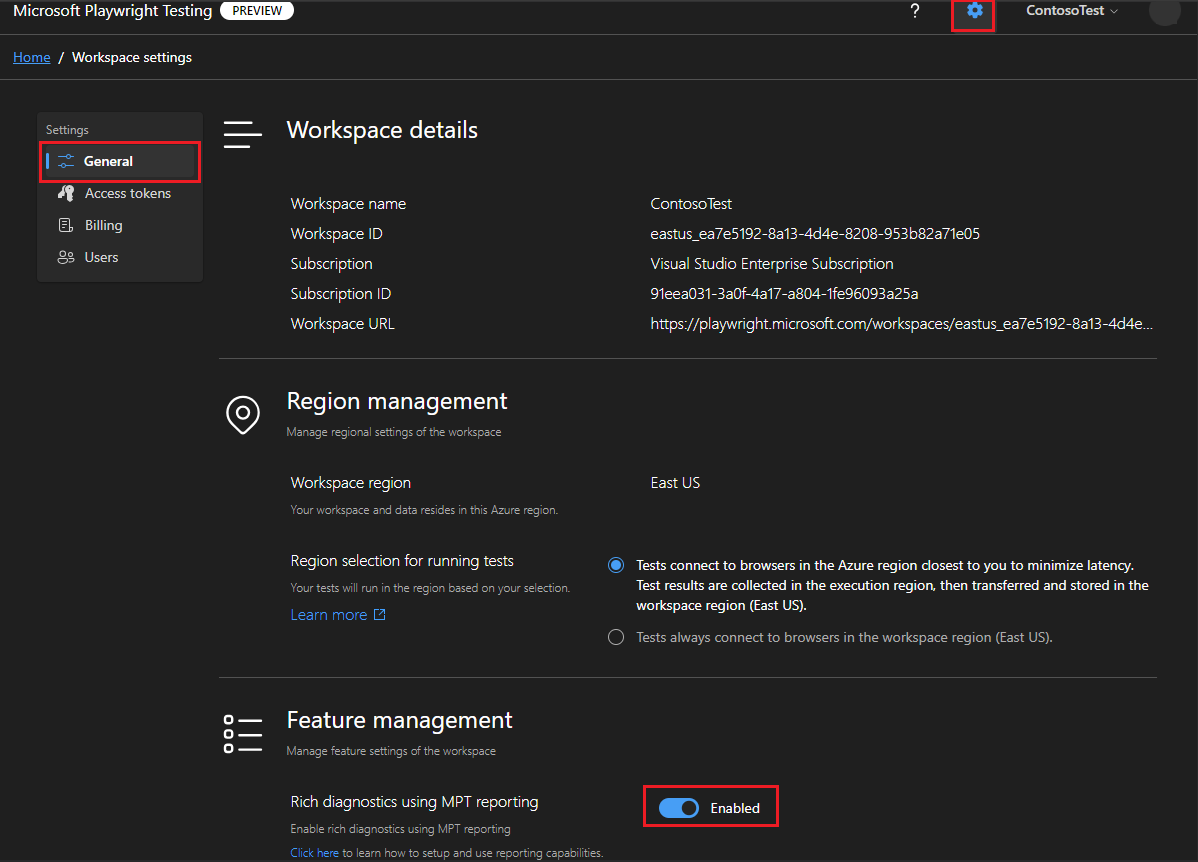 Microsoft Playwright Testing PREVIEW ? ContosoTest
Home / Workspace settings
Settings
General
Access tokens
Billing
Users
Workspace details
Workspace name ContosoTest
Workspace ID eastus_ea7e5192-8a13-4d4e-8208-953b82a71e05
Subscription Visual Studio Enterprise Subscription
Subscription ID 91eea031-3a0f-4a17-a804-1fe96093a25a
Workspace URL https://playwright.microsoft.com/workspaces/eastus_ea7e5192-8a13-4d4e...
Region management
Manage regional settings of the workspace
Workspace region East US
Your workspace and data resides in this Azure region.
Region selection for running tests
Your tests will run in the region based on your selection.
Learn more
Tests connect to browsers in the Azure region closest to you to minimize latency.
Test results are collected in the execution region, then transferred and stored in the
workspace region (East US).
Tests always connect to browsers in the workspace region (East US).
Feature management
Manage feature settings of the workspace
Rich diagnostics using MPT reporting Enabled
Enable rich diagnostics using MPT reporting
Click here to learn how to setup and use reporting capabilities.